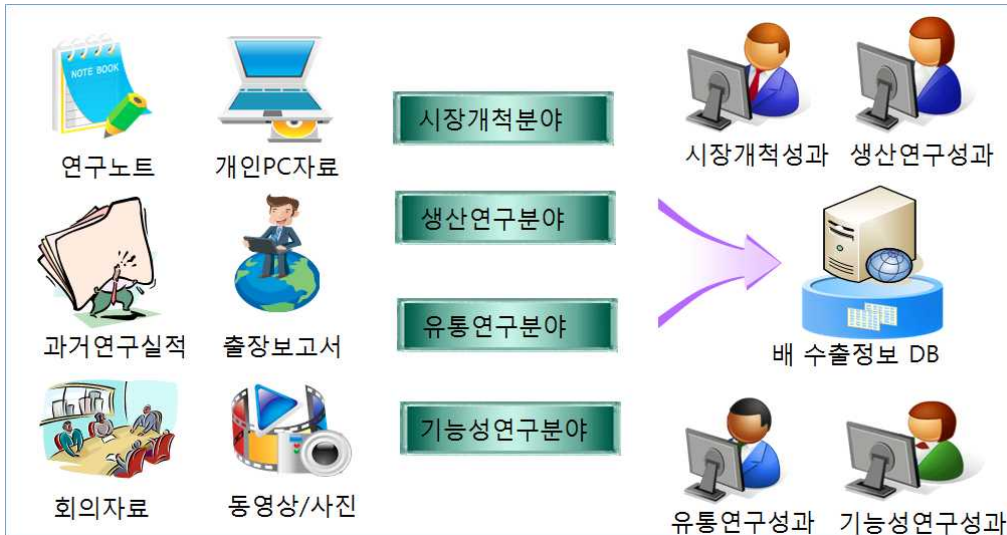 NOTE BOOK
연구노트
개인PC자료
과거연구실적
출장보고서
회의자료
동영상/사진
시장개척분야
생산연구분야
유통연구분야
기능성연구분야
시장개척성과
생산연구성과
배 수출정보 DB
유통연구성과
기능성연구성과